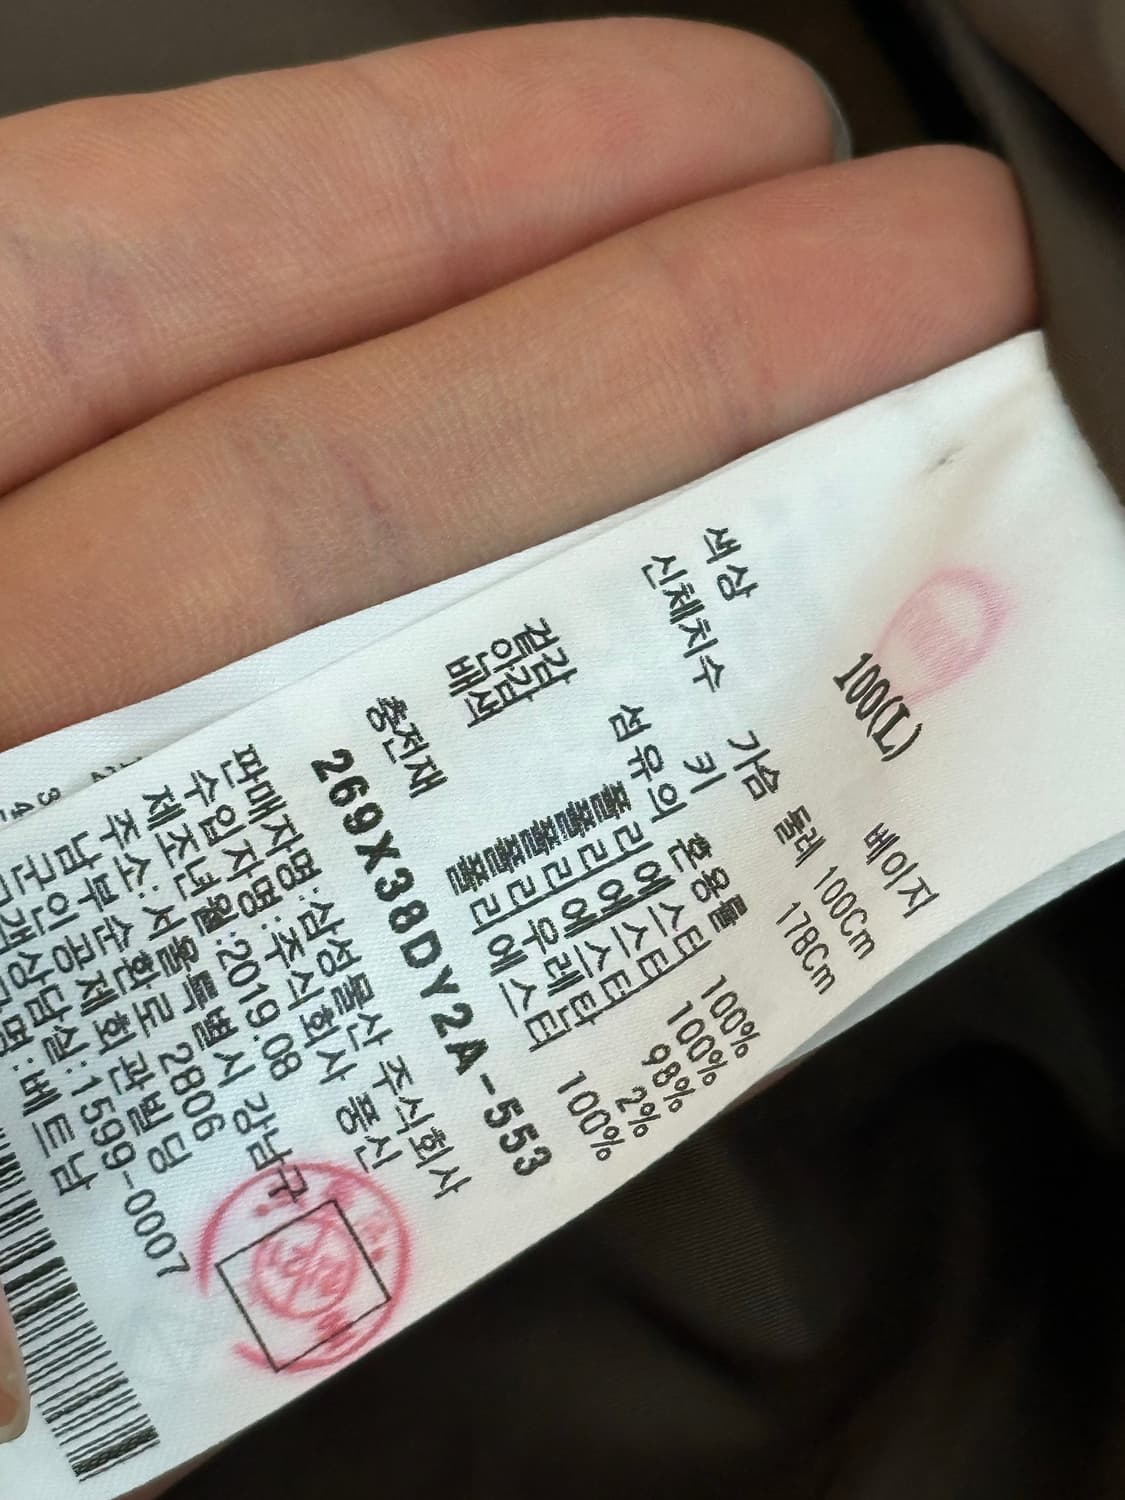 100(L)
색상 베이지
신체치수 가슴 둘레 100Cm
키 178Cm
섬유의 혼용률
겉감 폴리에스터 100%
안감 폴리에스터 100%
배색 폴리에스터 98%
폴리우레탄 2%
충전재 폴리에스터 100%
269X38DY2A-553
판매자명:삼성물산 주식회사
수입자명:주식회사 풍신
제조년월:2019.08
주소:서울특별시 강남구
남부순환로 2806
군인공제회관빌딩
고객상담실:1599-0007
:베트남